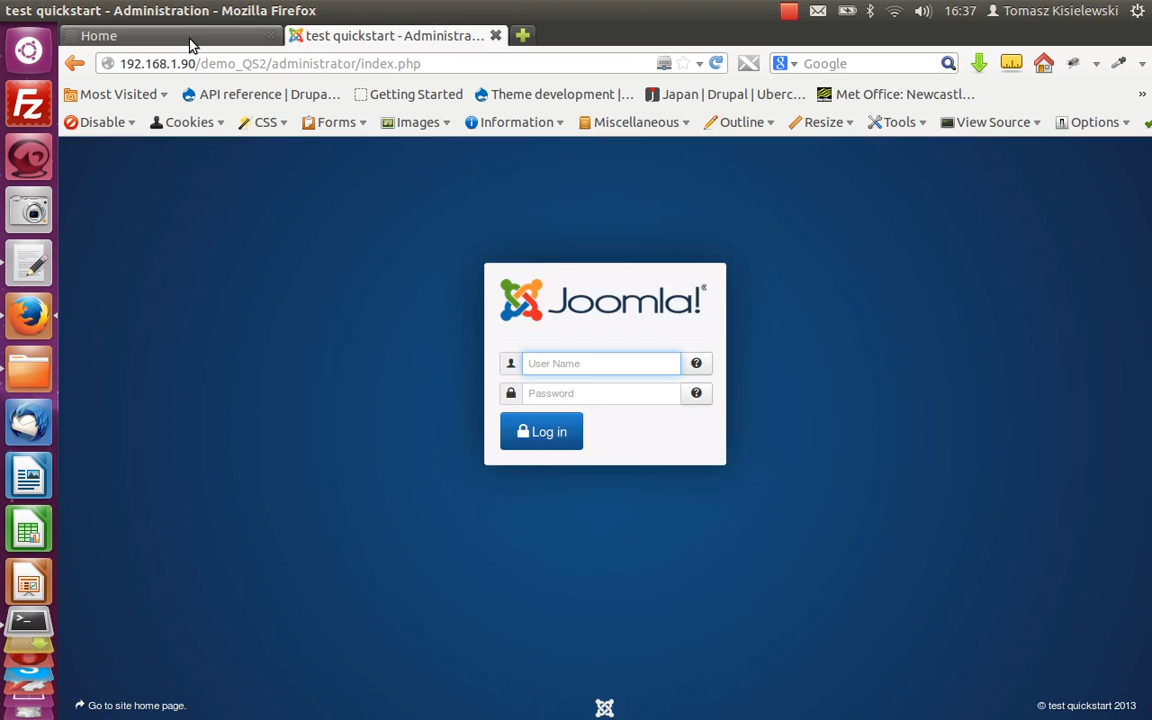 test quickstart - Administration - Mozilla Firefox
16:37 Tomasz Kisielewski
Home
test quickstart - Administra...
192.168.1.90/demo_QS2/administrator/index.php
Google
Most Visited
API reference | Drupa...
Getting Started
Theme development |...
Japan | Drupal | Uberc...
Met Office: Newcastl...
»
Disable
Cookies
CSS
Forms
Images
Information
Miscellaneous
Outline
Resize
Tools
View Source
Options
Joomla!®
User Name
Password
Log in
Go to site home page.
© test quickstart 2013